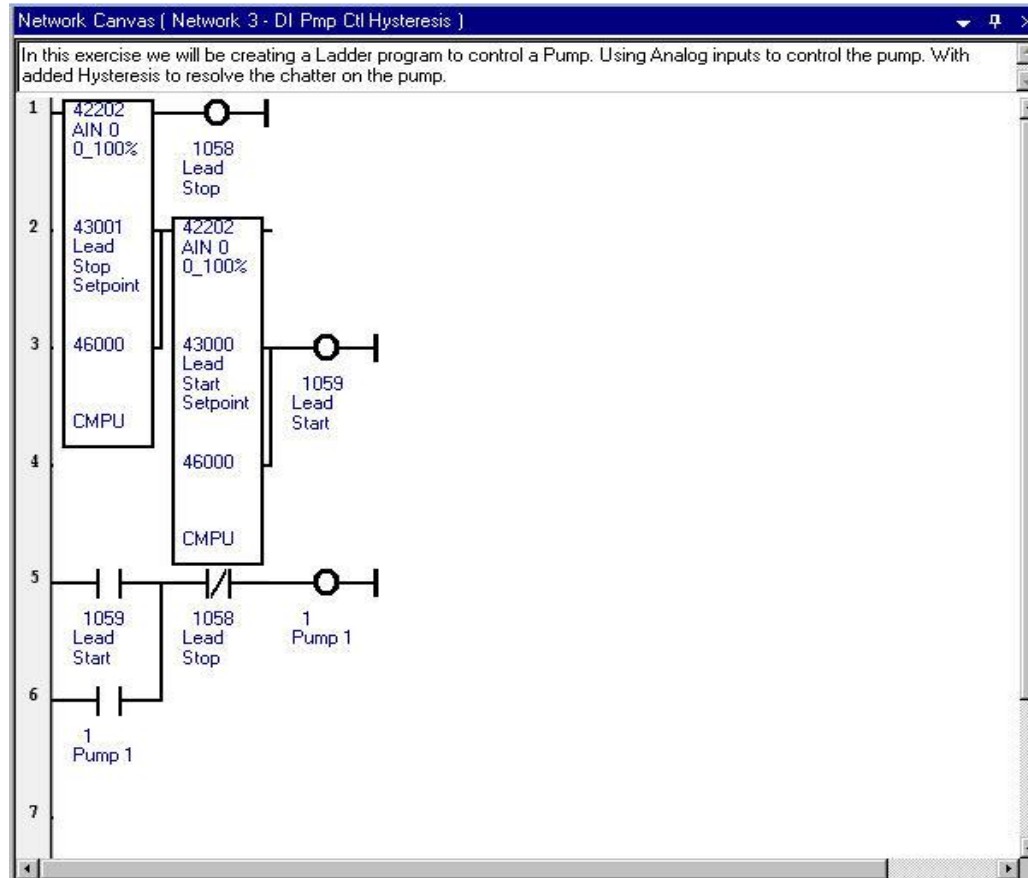 Network Canvas ( Network 3 - DI Pmp Ctl Hysteresis )
In this exercise we will be creating a Ladder program to control a Pump. Using Analog inputs to control the pump. With
added Hysteresis to resolve the chatter on the pump.
1
42202
AIN 0
0_100%
1058
Lead
Stop
2
43001
Lead
Stop
Setpoint
42202
AIN 0
0_100%
3
46000
43000
Lead
Start
Setpoint
1059
Lead
Start
CMPU
4
46000
CMPU
5
1059
Lead
Start
1058
Lead
Stop
1
Pump 1
6
1
Pump 1
7